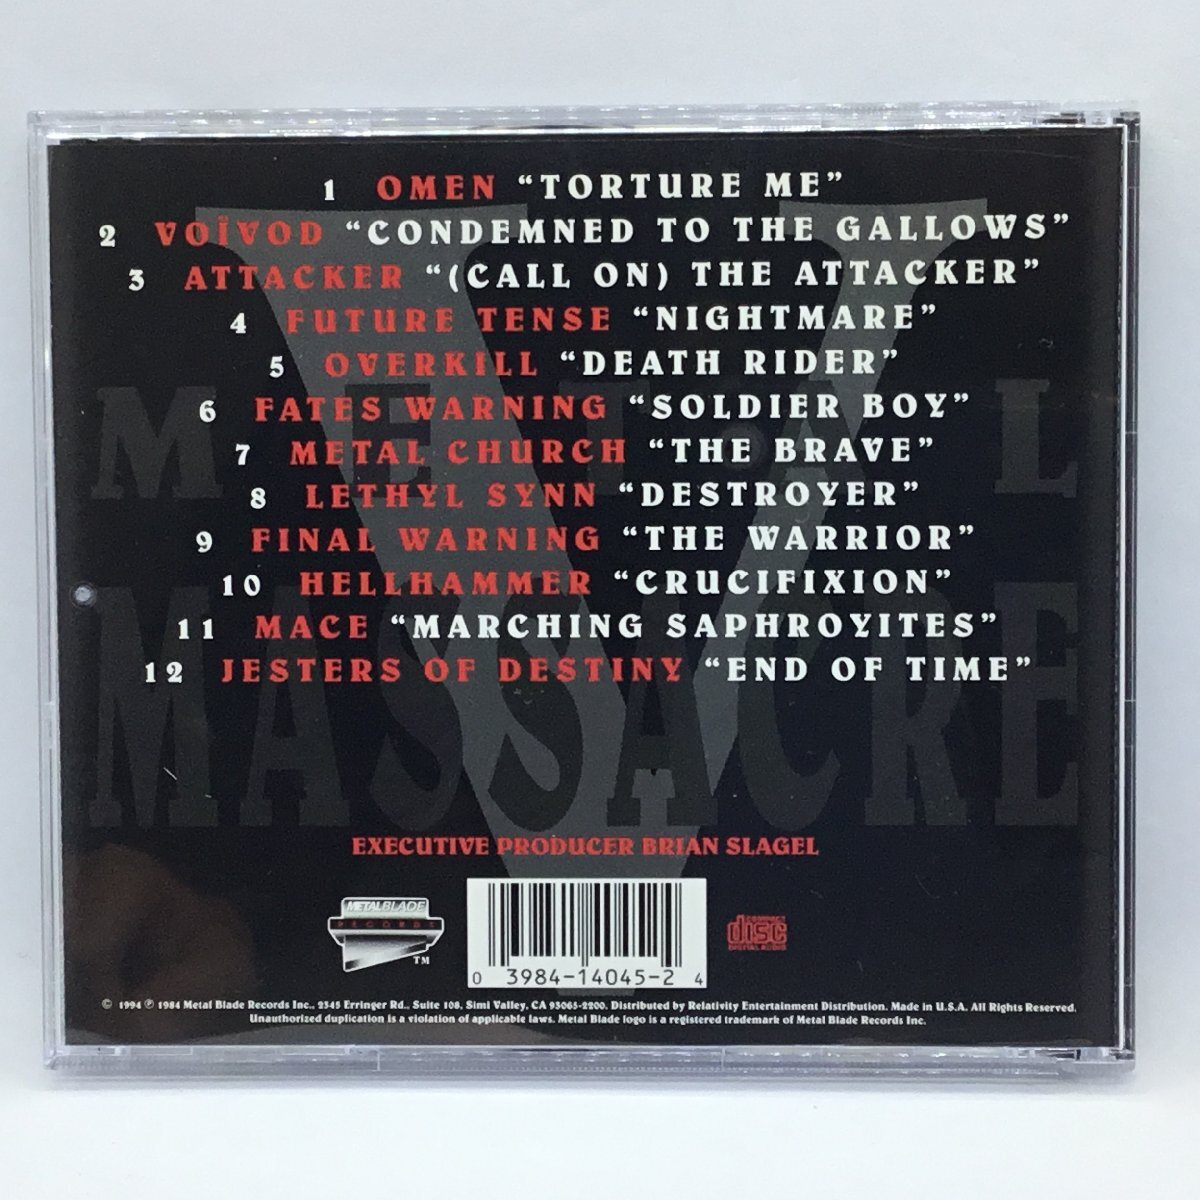 1 OMEN “TORTURE ME”
2 VOÏVOD “CONDEMNED TO THE GALLOWS”
3 ATTACKER “(CALL ON) THE ATTACKER”
4 FUTURE TENSE “NIGHTMARE”
5 OVERKILL “DEATH RIDER”
6 FATES WARNING “SOLDIER BOY”
7 METAL CHURCH “THE BRAVE”
8 LETHYL SYNN “DESTROYER”
9 FINAL WARNING “THE WARRIOR”
10 HELLHAMMER “CRUCIFIXION”
11 MACE “MARCHING SAPHROYITES”
12 JESTERS OF DESTINY “END OF TIME”
V
METAL
MASSACRE
EXECUTIVE PRODUCER BRIAN SLAGEL
METAL BLADE
RECORDS
TM
0 3984-14045-2 4
COMPACT
disc
DIGITAL AUDIO
© 1994 ℗ 1984 Metal Blade Records Inc., 2345 Erringer Rd., Suite 108, Simi Valley, CA 93065-2200. Distributed by Relativity Entertainment Distribution. Made in U.S.A. All Rights Reserved.
Unauthorized duplication is a violation of applicable laws. Metal Blade logo is a registered trademark of Metal Blade Records Inc.